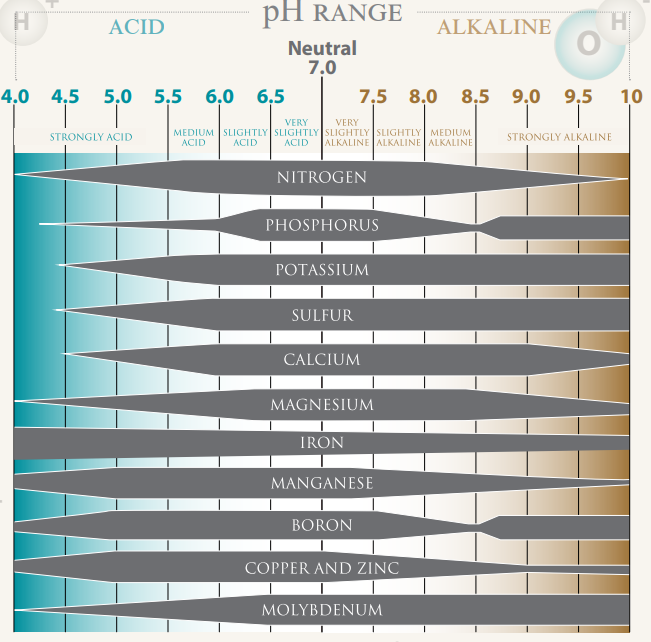 pH RANGE
H +
ACID
ALKALINE
O
H
Neutral
7.0
4.0 4.5 5.0 5.5 6.0 6.5 7.5 8.0 8.5 9.0 9.5 10
STRONGLY ACID
MEDIUM
ACID
SLIGHTLY
ACID
VERY
SLIGHTLY
ACID
VERY
SLIGHTLY
ALKALINE
SLIGHTLY
ALKALINE
MEDIUM
ALKALINE
STRONGLY ALKALINE
NITROGEN
PHOSPHORUS
POTASSIUM
SULFUR
CALCIUM
MAGNESIUM
IRON
MANGANESE
BORON
COPPER AND ZINC
MOLYBDENUM